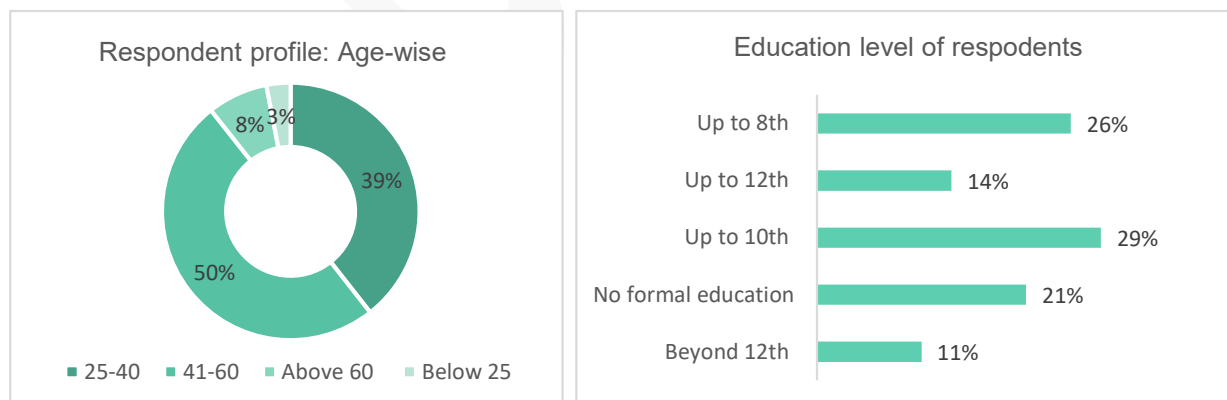 Respondent profile: Age-wise
3%
8%
39%
50%
25-40 41-60 Above 60 Below 25
Education level of respodents
Up to 8th 26%
Up to 12th 14%
Up to 10th 29%
No formal education 21%
Beyond 12th 11%